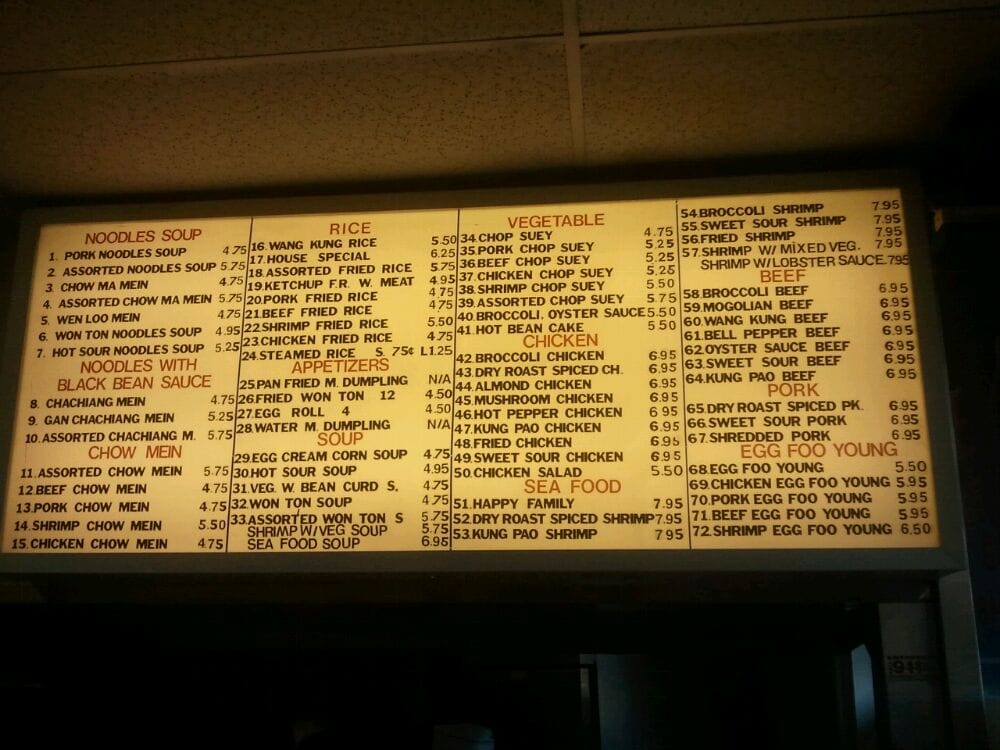 NOODLES SOUP
1. PORK NOODLES SOUP 4.75
2. ASSORTED NOODLES SOUP 5.75
3. CHOW MA MEIN 4.75
4. ASSORTED CHOW MA MEIN 5.75
5. WEN LOO MEIN 4.75
6. WON TON NOODLES SOUP 4.95
7. HOT SOUR NOODLES SOUP 5.25
NOODLES WITH
BLACK BEAN SAUCE
8. CHACHIANG MEIN 4.75
9. GAN CHACHIANG MEIN 5.25
10. ASSORTED CHACHIANG M. 5.75
CHOW MEIN
11. ASSORTED CHOW MEIN 5.75
12. BEEF CHOW MEIN 4.75
13. PORK CHOW MEIN 4.75
14. SHRIMP CHOW MEIN 5.50
15. CHICKEN CHOW MEIN 4.75
RICE
16. WANG KUNG RICE 5.50
17. HOUSE SPECIAL 6.25
18. ASSORTED FRIED RICE 5.75
19. KETCHUP F.R. W. MEAT 4.95
20. PORK FRIED RICE 4.75
21. BEEF FRIED RICE 4.75
22. SHRIMP FRIED RICE 5.50
23. CHICKEN FRIED RICE 4.75
24. STEAMED RICE S. 75¢ L1.25
APPETIZERS
25. PAN FRIED M. DUMPLING N/A
26. FRIED WON TON 12 4.50
27. EGG ROLL 4 4.50
28. WATER M. DUMPLING N/A
SOUP
29. EGG CREAM CORN SOUP 4.75
30. HOT SOUR SOUP 4.95
31. VEG. W. BEAN CURD S. 4.75
32. WON TON SOUP 4.75
33. ASSORTED WON TON S 5.75
SHRIMP W/VEG SOUP 5.75
SEA FOOD SOUP 6.95
VEGETABLE
34. CHOP SUEY 4.75
35. PORK CHOP SUEY 5.25
36. BEEF CHOP SUEY 5.25
37. CHICKEN CHOP SUEY 5.25
38. SHRIMP CHOP SUEY 5.50
39. ASSORTED CHOP SUEY 5.75
40. BROCCOLI. OYSTER SAUCE 5.50
41. HOT BEAN CAKE 5.50
CHICKEN
42. BROCCOLI CHICKEN 6.95
43. DRY ROAST SPICED CH. 6.95
44. ALMOND CHICKEN 6.95
45. MUSHROOM CHICKEN 6.95
46. HOT PEPPER CHICKEN 6.95
47. KUNG PAO CHICKEN 6.95
48. FRIED CHICKEN 6.95
49. SWEET SOUR CHICKEN 6.95
50. CHICKEN SALAD 5.50
SEA FOOD
51. HAPPY FAMILY 7.95
52. DRY ROAST SPICED SHRIMP 7.95
53. KUNG PAO SHRIMP 7.95
54. BROCCOLI SHRIMP 7.95
55. SWEET SOUR SHRIMP 7.95
56. FRIED SHRIMP 7.95
57. SHRIMP W/ MIXED VEG. 7.95
SHRIMP W/LOBSTER SAUCE. 795
BEEF
58. BROCCOLI BEEF 6.95
59. MOGOLIAN BEEF 6.95
60. WANG KUNG BEEF 6.95
61. BELL PEPPER BEEF 6.95
62. OYSTER SAUCE BEEF 6.95
63. SWEET SOUR BEEF 6.95
64. KUNG PAO BEEF 6.95
PORK
65. DRY ROAST SPICED PK. 6.95
66. SWEET SOUR PORK 6.95
67. SHREDDED PORK 6.95
EGG FOO YOUNG
68. EGG FOO YOUNG 5.50
69. CHICKEN EGG FOO YOUNG 5.95
70. PORK EGG FOO YOUNG 5.95
71. BEEF EGG FOO YOUNG 5.95
72. SHRIMP EGG FOO YOUNG 6.50